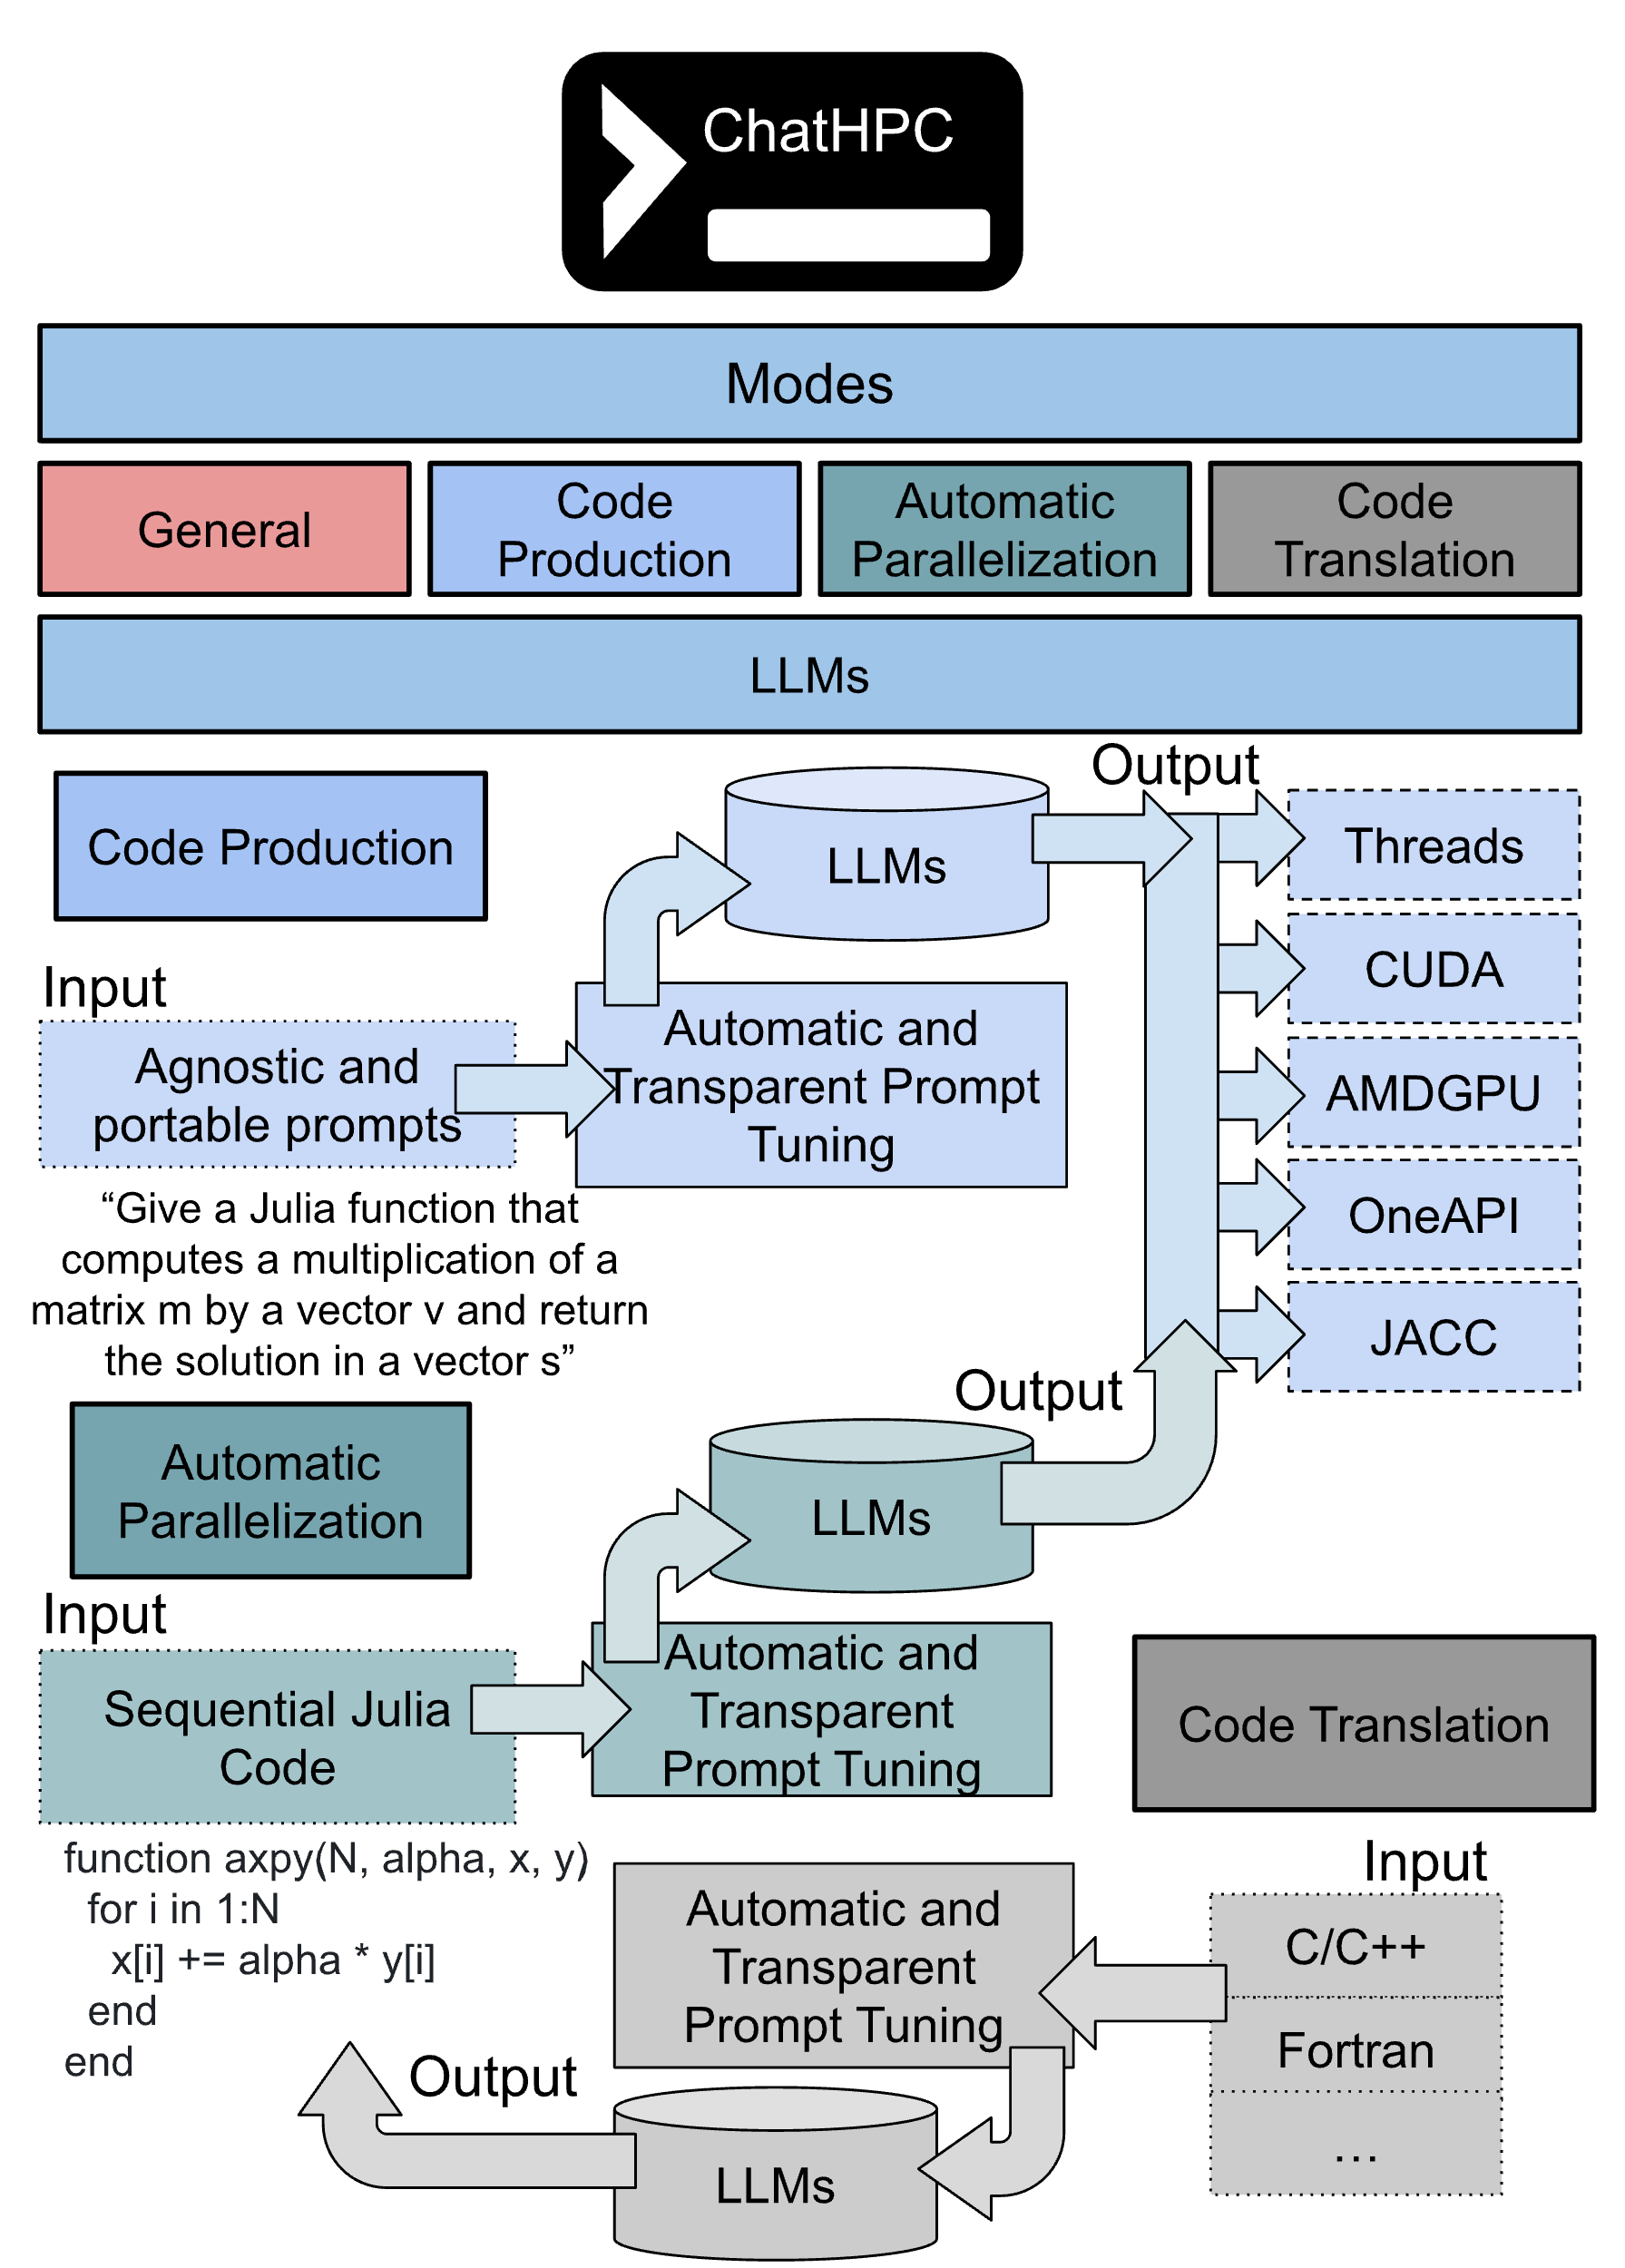 ChatHPC
Modes
General
Code
Production
Automatic
Parallelization
Code
Translation
LLMs
Code Production
Input
Agnostic and
portable prompts
“Give a Julia function that
computes a multiplication of a
matrix m by a vector v and return
the solution in a vector s”
Automatic and
Transparent Prompt
Tuning
LLMs
Output
Threads
CUDA
AMDGPU
OneAPI
JACC
Automatic
Parallelization
Input
Sequential Julia
Code
function axpy(N, alpha, x, y)
for i in 1:N
x[i] += alpha * y[i]
end
end
Automatic and
Transparent
Prompt Tuning
LLMs
Output
Code Translation
Input
C/C++
Fortran
...
Automatic and
Transparent
Prompt Tuning
LLMs
Output